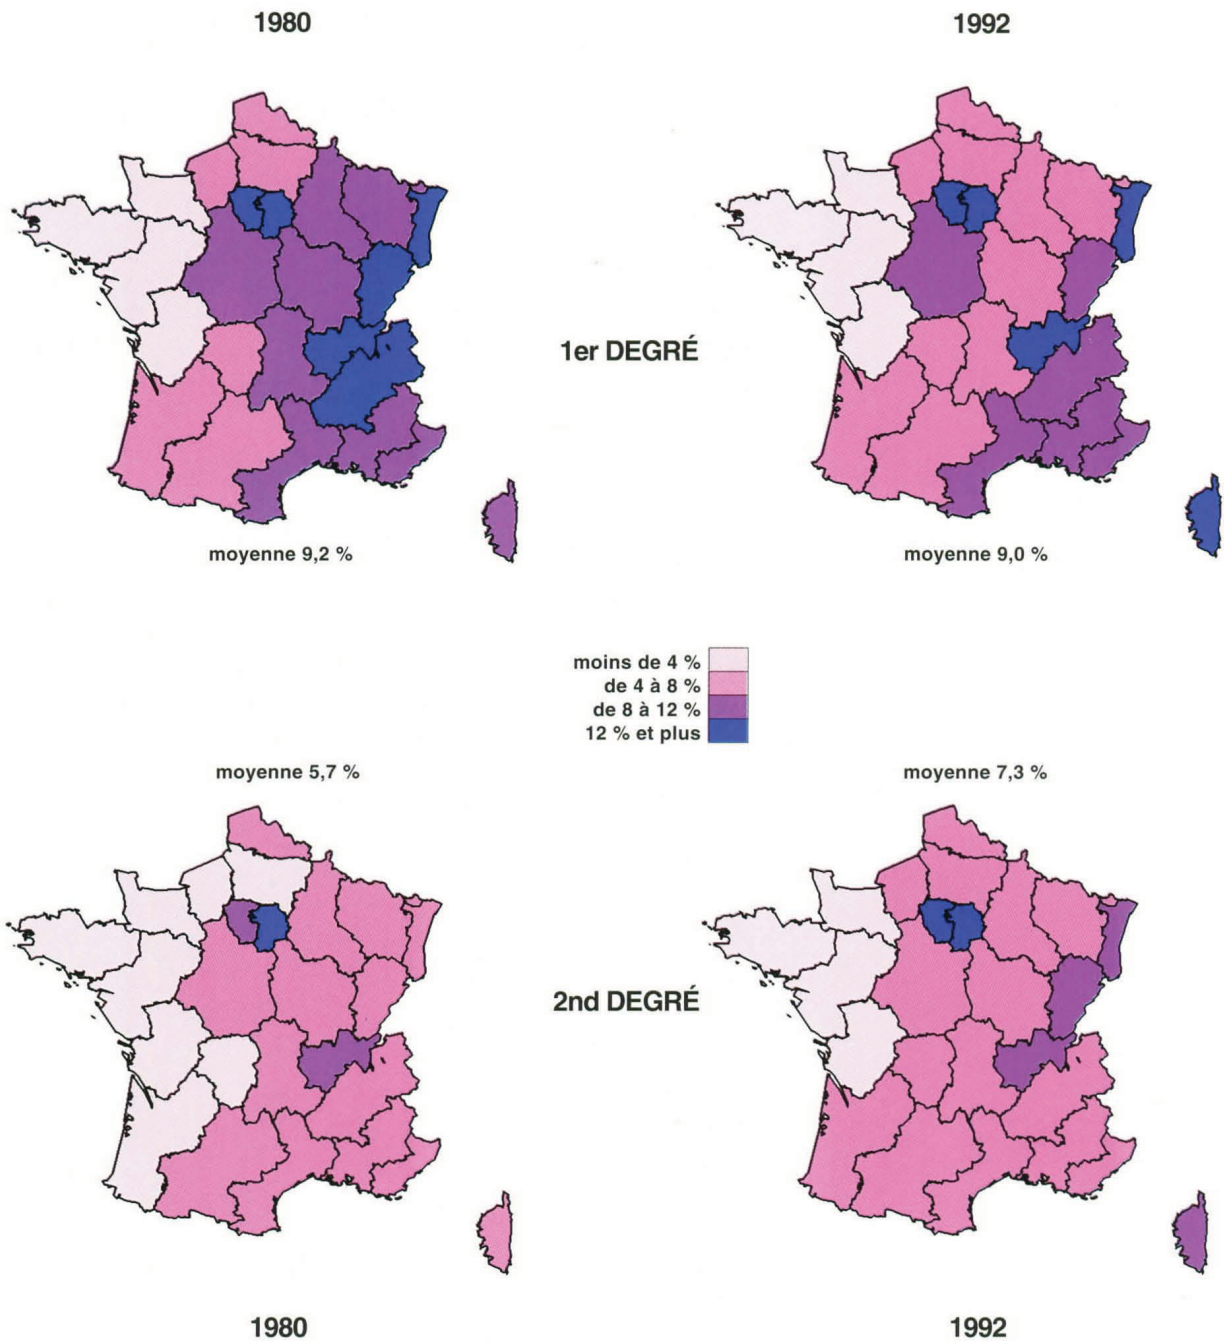 1980
1992
1er DEGRÉ
moyenne 9,2 %
moyenne 9,0 %
moins de 4 %
de 4 à 8 %
de 8 à 12 %
12 % et plus
moyenne 5,7 %
moyenne 7,3 %
2nd DEGRÉ
1980
1992